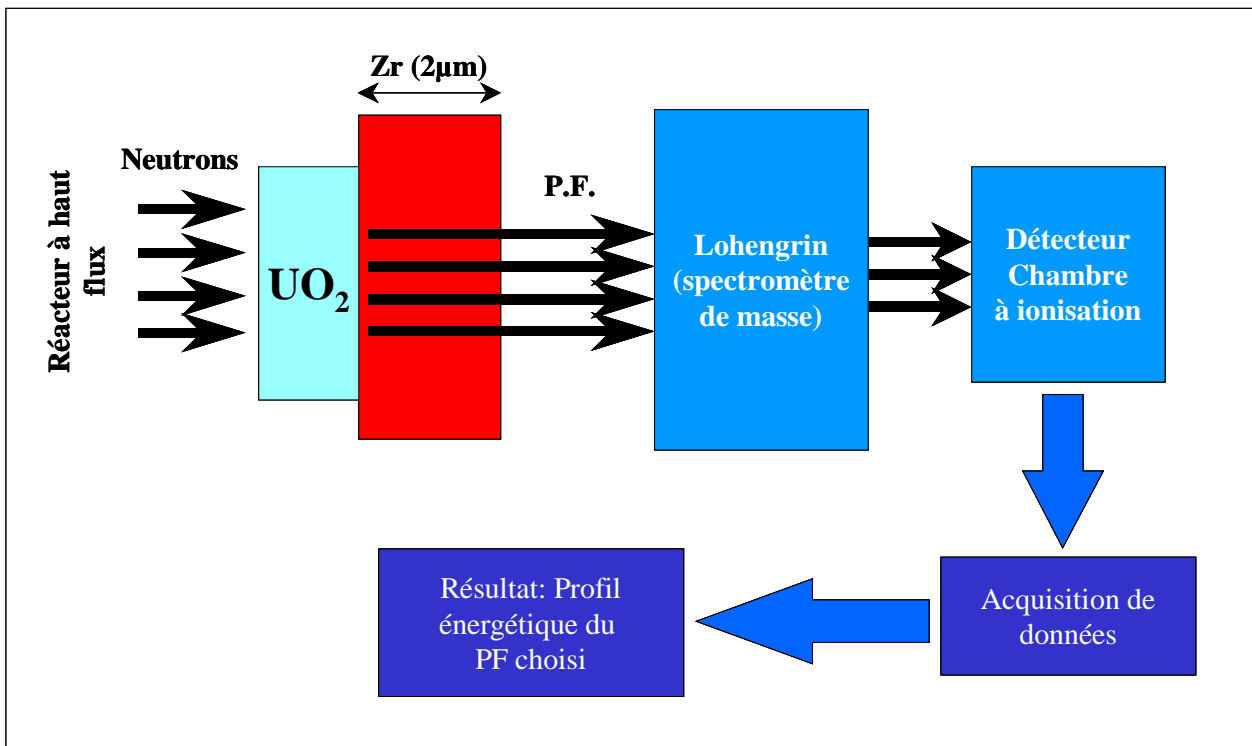 Zr (2µm)
Neutrons
Réacteur à haut
flux
UO2
P.F.
Lohengrin
(spectromètre
de masse)
Détecteur
Chambre
à ionisation
Acquisition de
données
Résultat: Profil
énergétique du
PF choisi